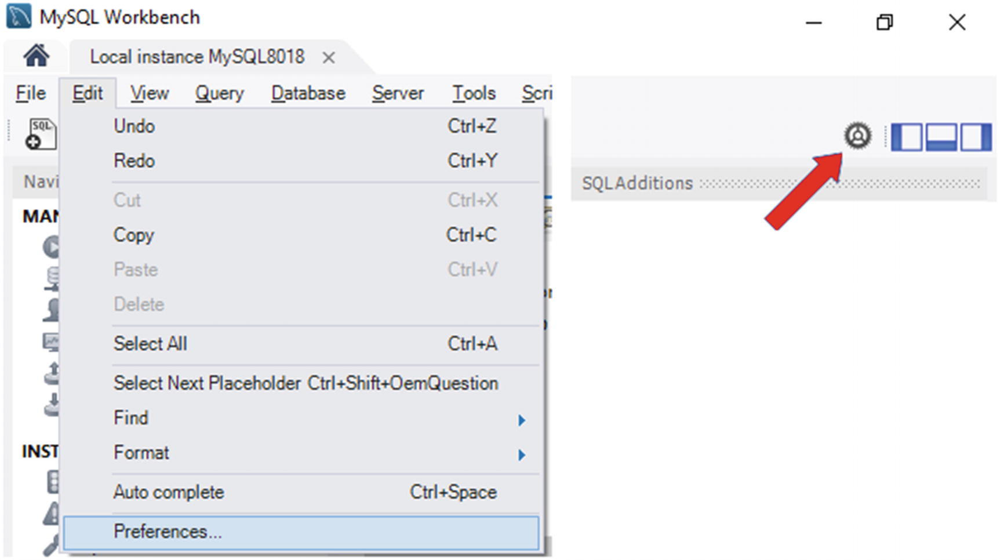 MySQL Workbench
Local instance MySQL8018
File Edit View Query Database Server Tools Scri
SQL
Undo Ctrl+Z
Redo Ctrl+Y
Navi
SQLAdditions
Cut Ctrl+X
MAN
Copy Ctrl+C
Paste Ctrl+V
Delete
Select All Ctrl+A
Select Next Placeholder Ctrl+Shift+OemQuestion
Find
Format
INST
Auto complete Ctrl+Space
Preferences...